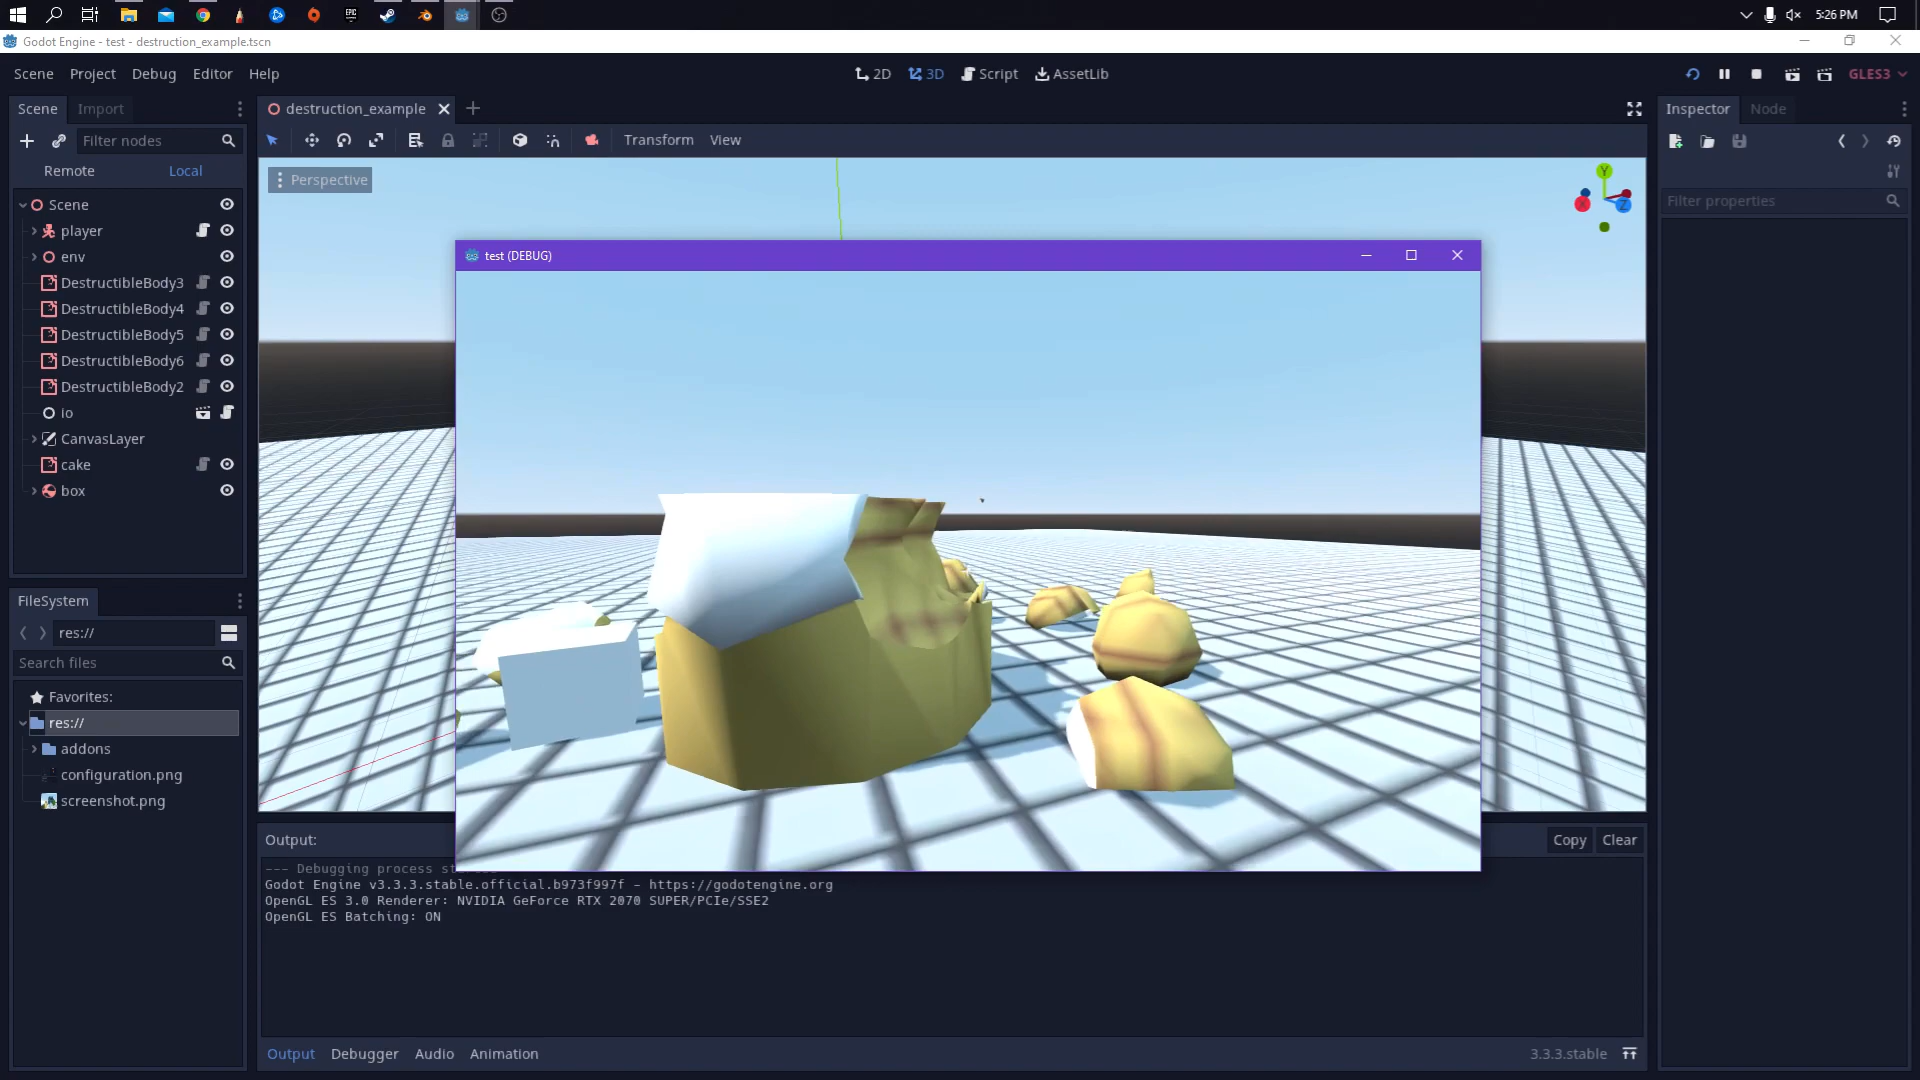 5:26 PM
Godot Engine - test - destruction_example.tscn
Scene Project Debug Editor Help
2D 3D Script AssetLib
GLES3
Scene Import
destruction_example
Inspector Node
Filter nodes
Transform View
Remote Local
Perspective
Y
X
Z
Filter properties
Scene
player
env
DestructibleBody3
DestructibleBody4
DestructibleBody5
DestructibleBody6
DestructibleBody2
io
CanvasLayer
cake
box
test (DEBUG)
FileSystem
res://
Search files
Favorites:
res://
addons
configuration.png
screenshot.png
Output:
Copy Clear
--- Debugging process st
Godot Engine v3.3.3.stable.official.b973f997f - https://godotengine.org
OpenGL ES 3.0 Renderer: NVIDIA GeForce RTX 2070 SUPER/PCIe/SSE2
OpenGL ES Batching: ON
Output Debugger Audio Animation
3.3.3.stable